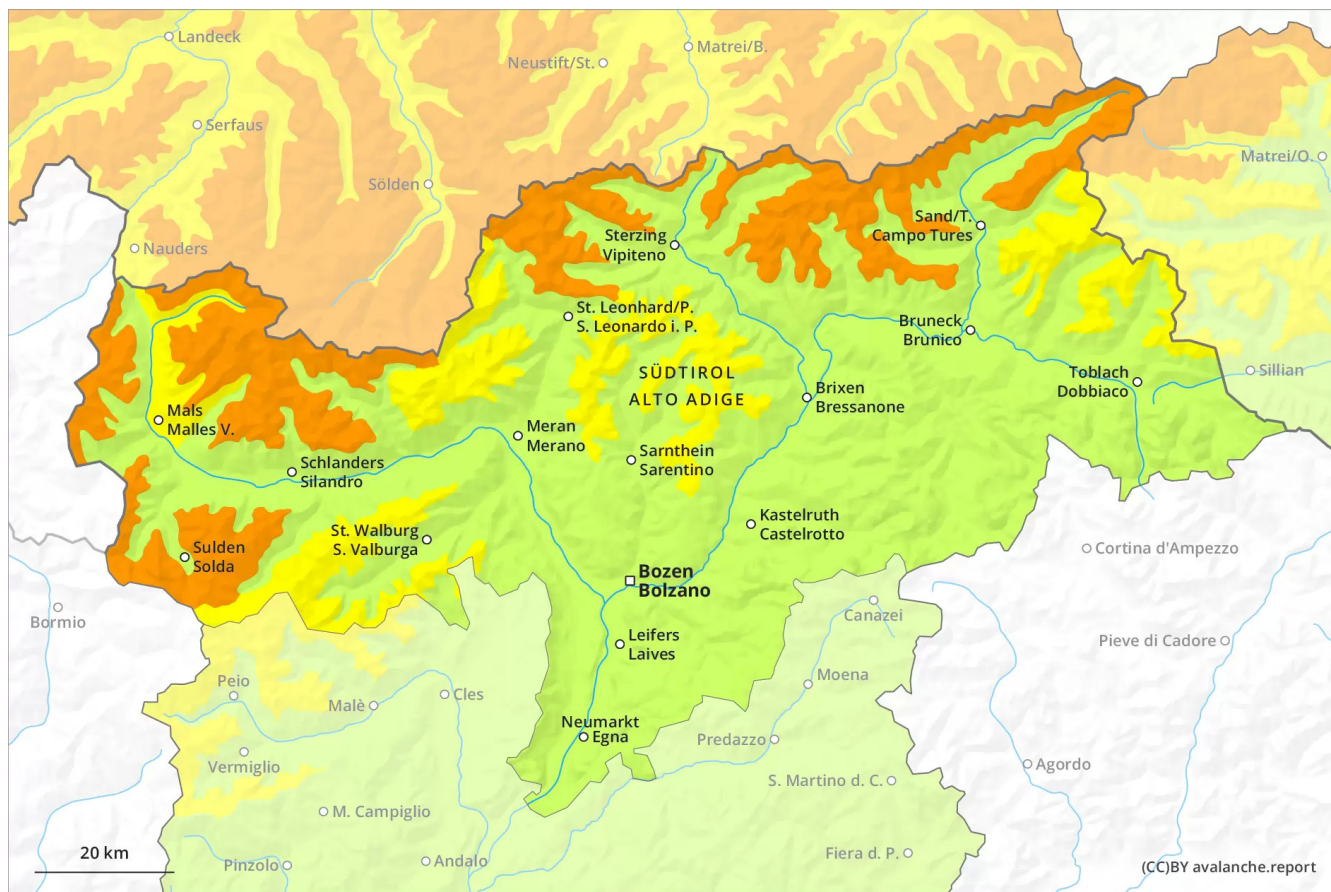 Landeck
Matrei/B.
Neustift/St.
Serfaus
Matrei/O.
Sölden
Sand/T.
Campo Tures
Sterzing
Vipiteno
Nauders
St. Leonhard/P.
S. Leonardo i. P.
Bruneck
Brunico
SÜDTIROL
ALTO ADIGE
Toblach
Dobbiaco
Sillian
Brixen
Bressanone
Mals
Malles V.
Meran
Merano
Sarnthein
Sarentino
Schlanders
Silandro
Kastelruth
Castelrotto
St. Walburg
S. Valburga
Sulden
Solda
Cortina d'Ampezzo
Bozen
Bolzano
Bormio
Canazei
Leifers
Laives
Pieve di Cadore
Peio
Moena
Cles
Malè
Neumarkt
Egna
Predazzo
Vermiglio
Agordo
S. Martino d. C.
M. Campiglio
20 km
Fiera d. P.
Andalo
Pinzolo
(CC)BY avalanche.report